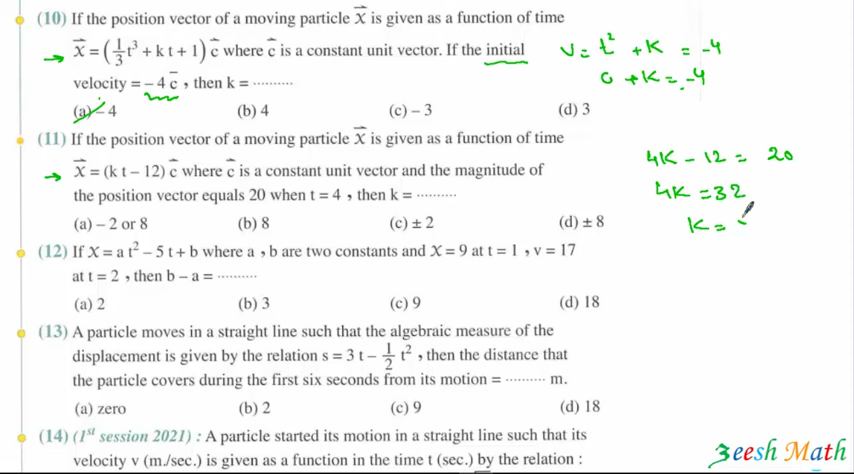 (10) If the position vector of a moving particle x⃗ is given as a function of time
x⃗ = (1/3 t³ + k t + 1) c⃗ where c⃗ is a constant unit vector. If the initial
velocity = – 4 c̄ , then k = ··········
(a) – 4 (b) 4 (c) – 3 (d) 3
v = t² + k = -4
0 + k = -4
(11) If the position vector of a moving particle x⃗ is given as a function of time
x⃗ = (k t – 12) c⃗ where c⃗ is a constant unit vector and the magnitude of
the position vector equals 20 when t = 4 , then k = ··········
(a) – 2 or 8 (b) 8 (c) ± 2 (d) ± 8
4k - 12 = 20
4k = 32
k =
(12) If x = a t² – 5 t + b where a , b are two constants and x = 9 at t = 1 , v = 17
at t = 2 , then b – a = ··········
(a) 2 (b) 3 (c) 9 (d) 18
(13) A particle moves in a straight line such that the algebraic measure of the
displacement is given by the relation s = 3 t – 1/2 t² , then the distance that
the particle covers during the first six seconds from its motion = ·········· m.
(a) zero (b) 2 (c) 9 (d) 18
(14) (1st session 2021) : A particle started its motion in a straight line such that its
velocity v (m./sec.) is given as a function in the time t (sec.) by the relation :
3eesh Math